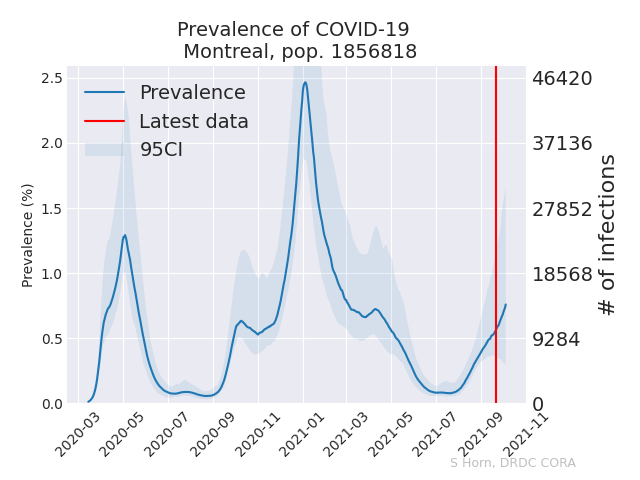 Prevalence of COVID-19
Montreal, pop. 1856818
Prevalence
Latest data
95CI
Prevalence (%)
2.5
2.0
1.5
1.0
0.5
0.0
46420
37136
27852
18568
9284
0
# of infections
2020-03
2020-05
2020-07
2020-09
2020-11
2021-01
2021-03
2021-05
2021-07
2021-09
2021-11
S Horn, DRDC CORA